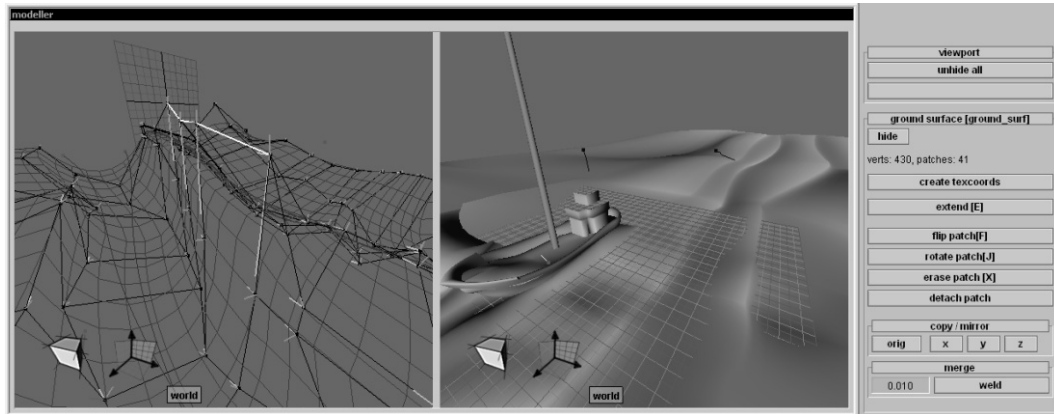 modeller
world
world
viewport
unhide all
ground surface [ground_surf]
hide
verts: 430, patches: 41
create texcoords
extend [E]
flip patch[F]
rotate patch[J]
erase patch [X]
detach patch
copy / mirror
orig x y z
merge
0.010 weld